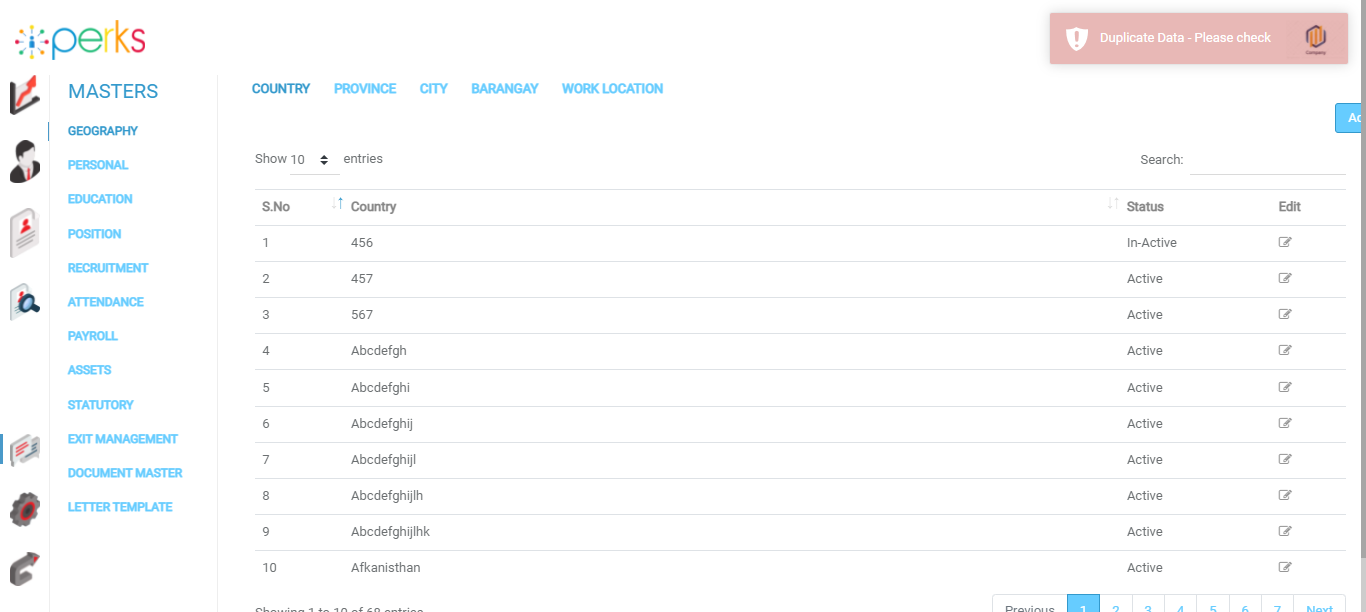 perks
Duplicate Data - Please check
Company
MASTERS
GEOGRAPHY
PERSONAL
EDUCATION
POSITION
RECRUITMENT
ATTENDANCE
PAYROLL
ASSETS
STATUTORY
EXIT MANAGEMENT
DOCUMENT MASTER
LETTER TEMPLATE
COUNTRY PROVINCE CITY BARANGAY WORK LOCATION
Show 10 entries Search:
S.No Country Status Edit
1 456 In-Active
2 457 Active
3 567 Active
4 Abcdefgh Active
5 Abcdefghi Active
6 Abcdefghij Active
7 Abcdefghijl Active
8 Abcdefghijlh Active
9 Abcdefghijlhk Active
10 Afkanisthan Active
Showing 1 to 10 of 68 entries
Previous 1 2 3 4 5 6 7 Next